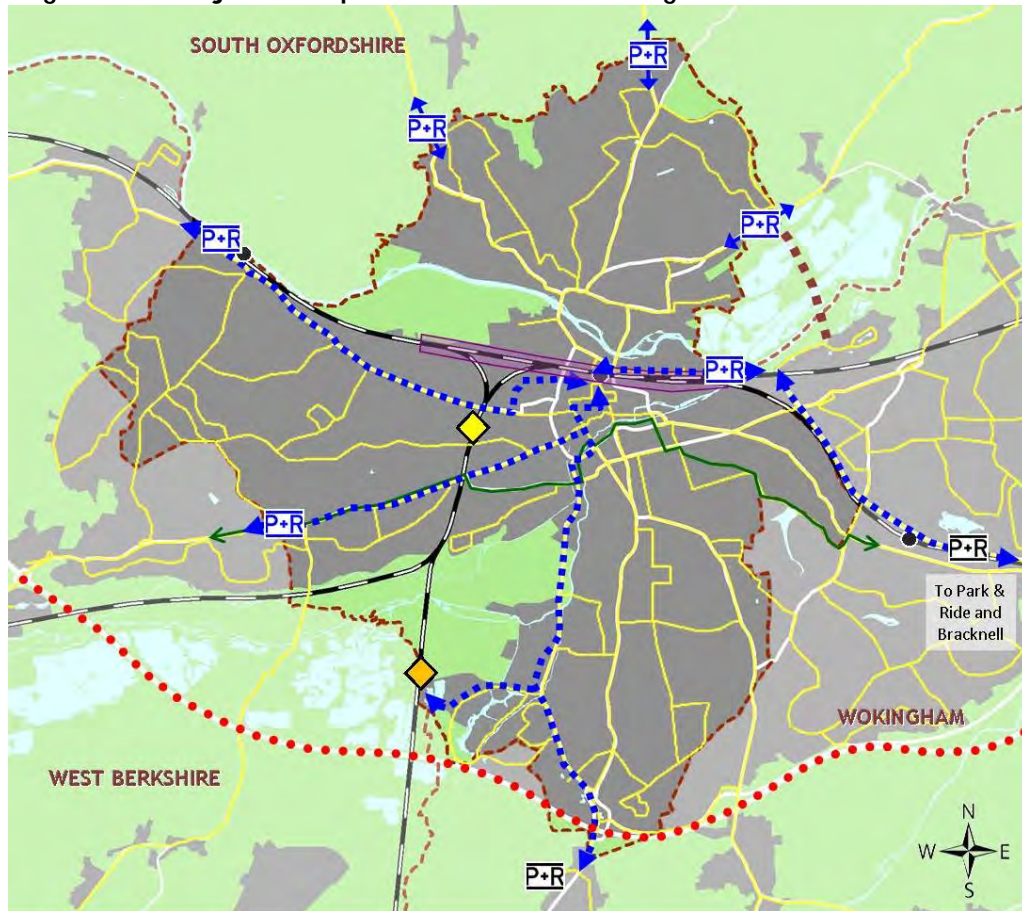 SOUTH OXFORDSHIRE
P+R
P+R
P+R
P+R
P+R
P+R
P+R
To Park &
Ride and
Bracknell
WOKINGHAM
WEST BERKSHIRE
P+R
N
W
E
S